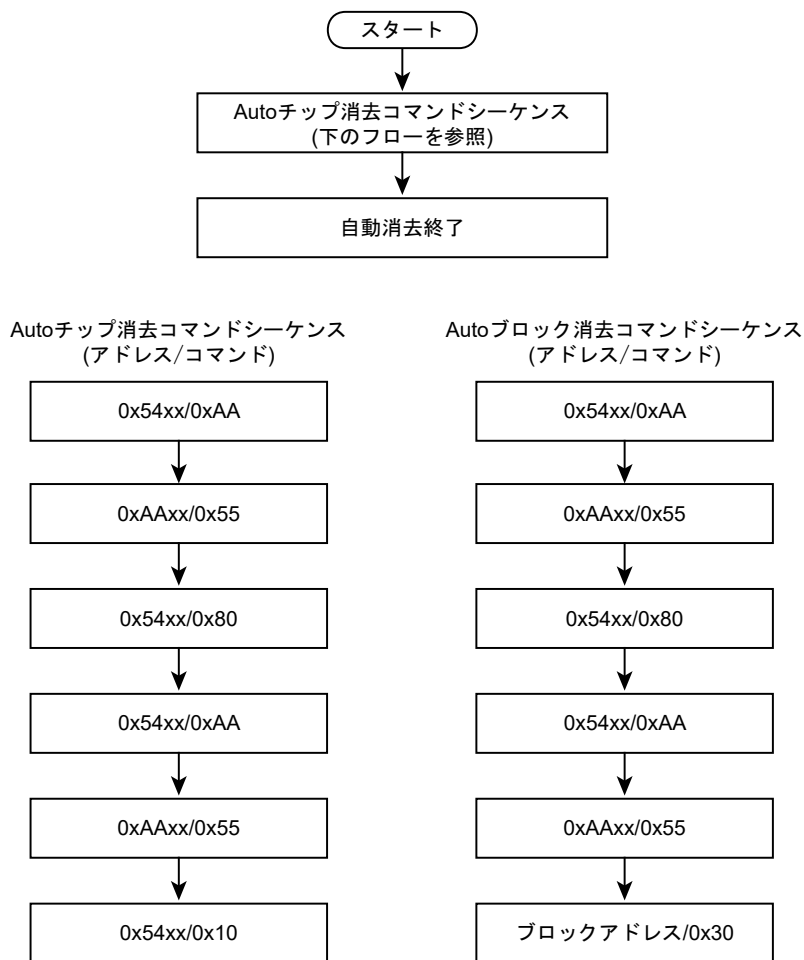 スタート
Autoチップ消去コマンドシーケンス
(下のフローを参照)
自動消去終了
Autoチップ消去コマンドシーケンス
(アドレス/コマンド)
0x54xx/0xAA
0xAAxx/0x55
0x54xx/0x80
0x54xx/0xAA
0xAAxx/0x55
0x54xx/0x10
Autoブロック消去コマンドシーケンス
(アドレス/コマンド)
0x54xx/0xAA
0xAAxx/0x55
0x54xx/0x80
0x54xx/0xAA
0xAAxx/0x55
ブロックアドレス/0x30